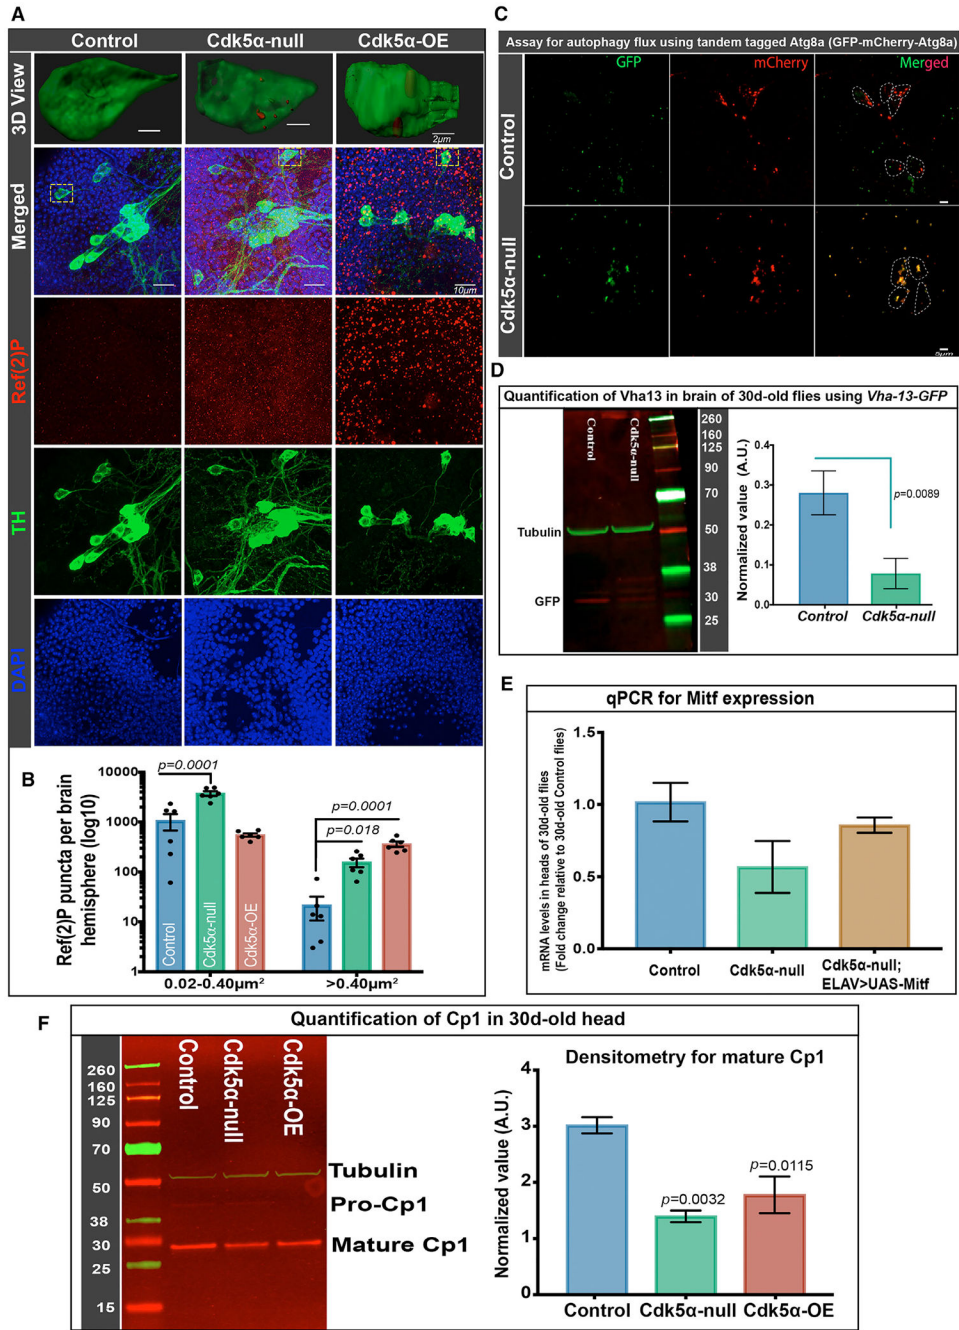 A
Control
Cdk5α-null
Cdk5α-OE
3D View
2μm
Merged
10μm
Ref(2)P
TH
DAPI
B
Ref(2)P puncta per brain
hemisphere (log10)
10000
1000
100
10
1
p=0.0001
p=0.0001
p=0.018
Control
Cdk5α-null
Cdk5α-OE
0.02-0.40μm²
>0.40μm²
C
Assay for autophagy flux using tandem tagged Atg8a (GFP-mCherry-Atg8a)
GFP
mCherry
Merged
Control
Cdk5α-null
5μm
D
Quantification of Vha13 in brain of 30d-old flies using Vha-13-GFP
Control
Cdk5α-null
Tubulin
GFP
260
160
125
90
70
50
38
30
25
Normalized value (A.U.)
0.4
0.3
0.2
0.1
0.0
p=0.0089
Control
Cdk5α-null
E
qPCR for Mitf expression
mRNA levels in heads of 30d-old flies
(Fold change relative to 30d-old Control flies)
1.5
1.0
0.5
0.0
Control
Cdk5α-null
Cdk5α-null;
ELAV>UAS-Mitf
F
Quantification of Cp1 in 30d-old head
260
160
125
90
70
50
38
30
25
15
Control
Cdk5α-null
Cdk5α-OE
Tubulin
Pro-Cp1
Mature Cp1
Densitometry for mature Cp1
Normalized value (A.U.)
4
3
2
1
0
p=0.0032
p=0.0115
Control
Cdk5α-null
Cdk5α-OE